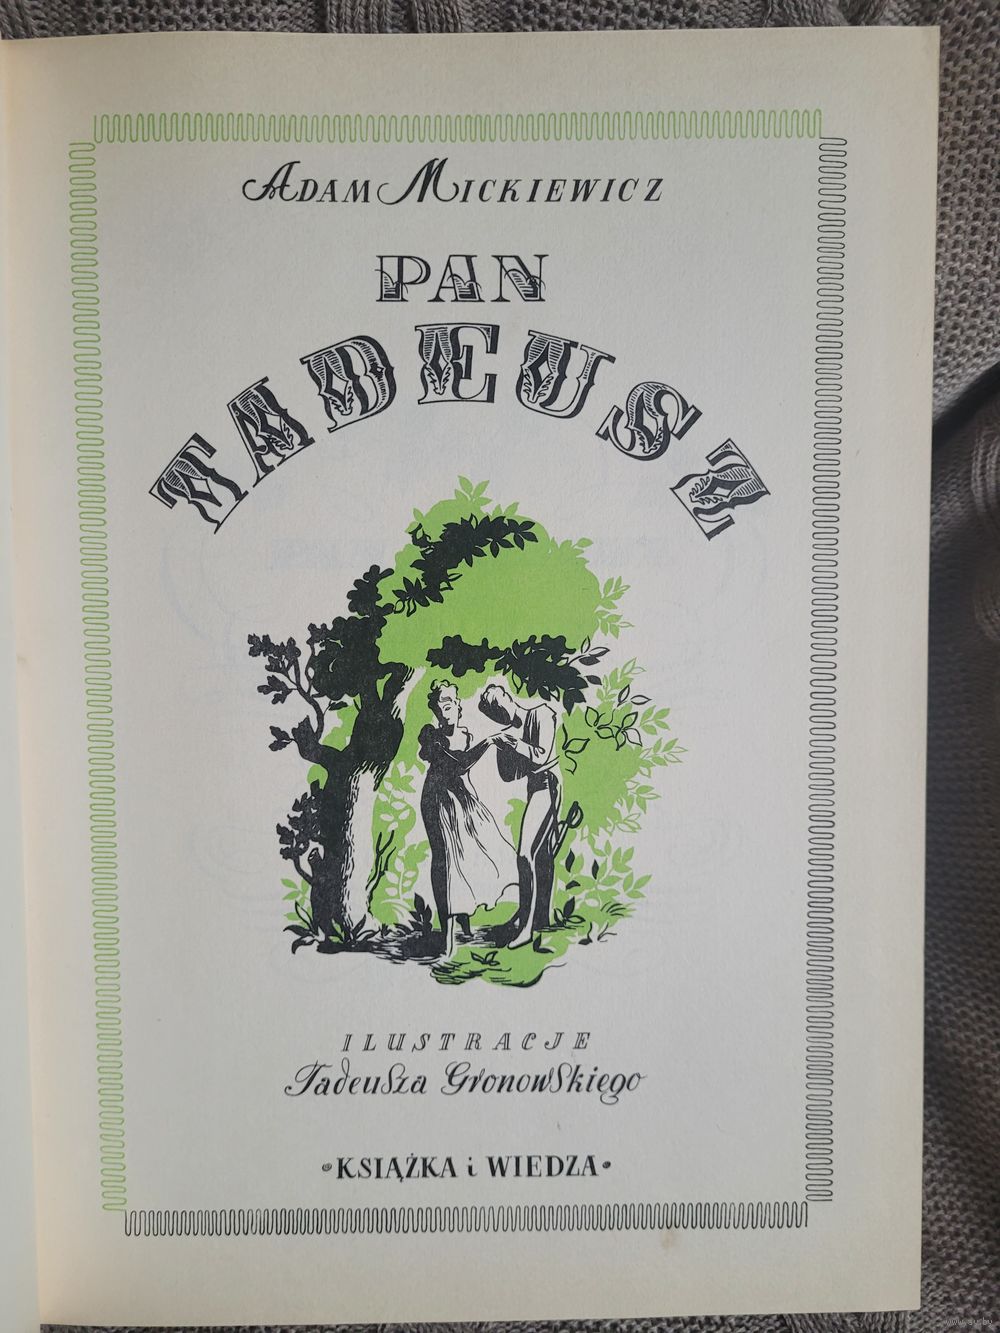 ADAM MICKIEWICZ
PAN
TADEUSZ
ILUSTRACJE
Tadeusza Gronowskiego
KSIĄŻKA i WIEDZA